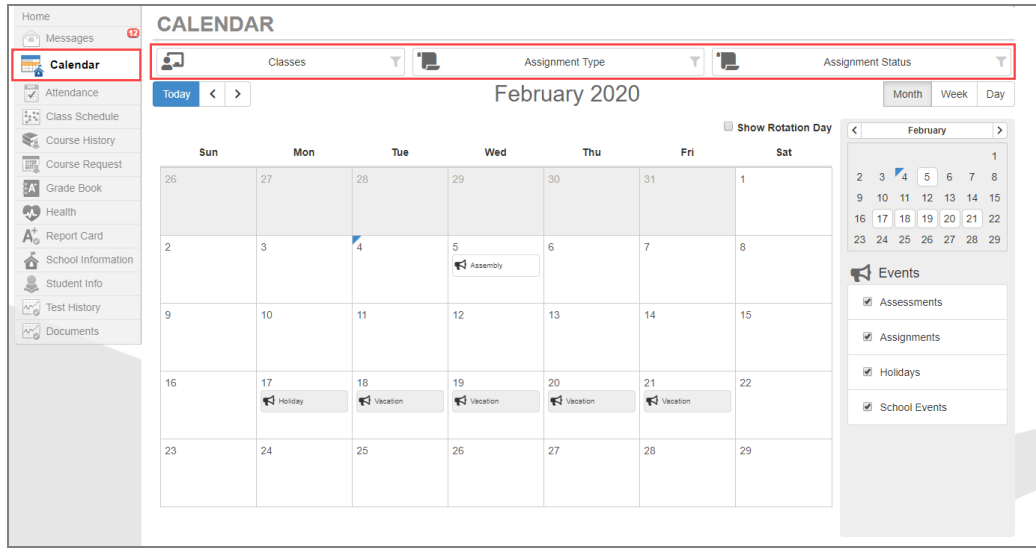 Home
Messages 12
Calendar
Attendance
Class Schedule
Course History
Course Request
Grade Book
Health
Report Card
School Information
Student Info
Test History
Documents
CALENDAR
Classes Assignment Type Assignment Status
Today < > February 2020 Month Week Day
Show Rotation Day
Sun Mon Tue Wed Thu Fri Sat
26 27 28 29 30 31 1
2 3 4 5 6 7 8
Assembly
9 10 11 12 13 14 15
16 17 18 19 20 21 22
Holiday Vacation Vacation Vacation Vacation
23 24 25 26 27 28 29
< February >
1
2 3 4 5 6 7 8
9 10 11 12 13 14 15
16 17 18 19 20 21 22
23 24 25 26 27 28 29
Events
Assessments
Assignments
Holidays
School Events